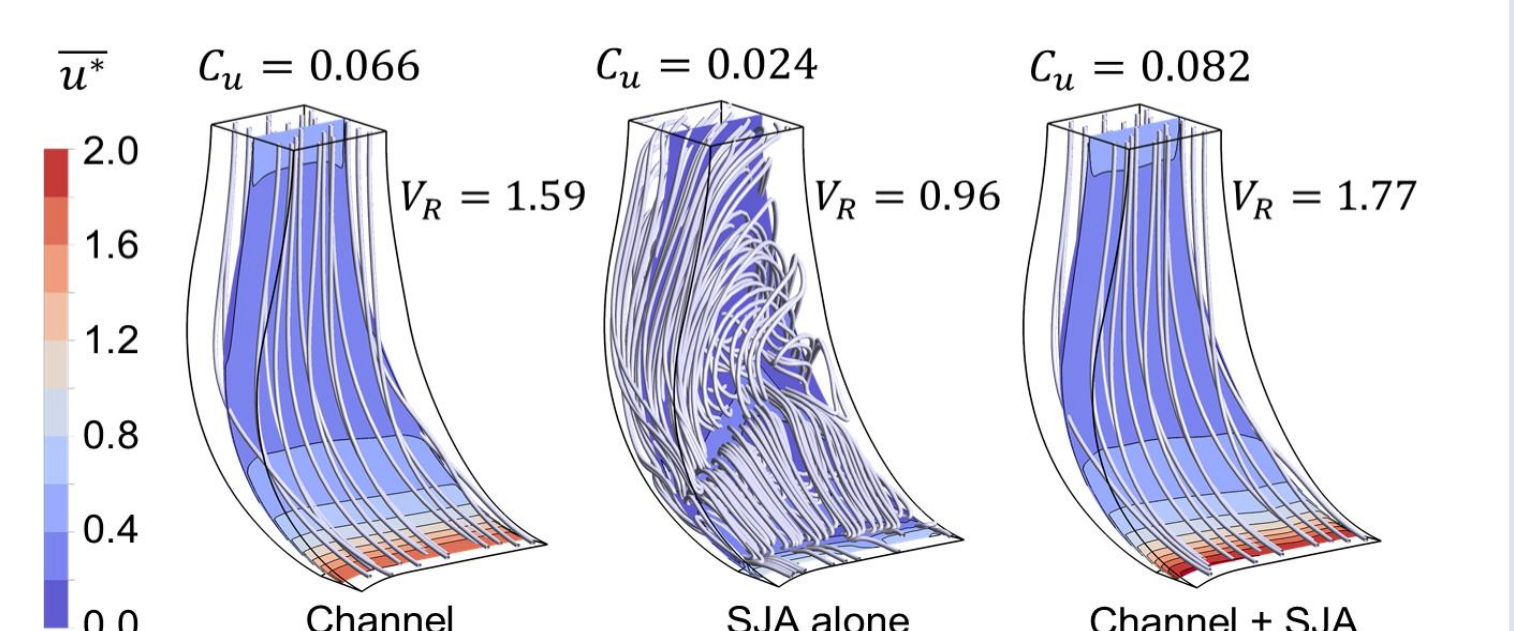 u*
C_u = 0.066
C_u = 0.024
C_u = 0.082
2.0
V_R = 1.59
V_R = 0.96
V_R = 1.77
1.6
1.2
0.8
0.4
0.0
Channel
SJA alone
Channel + SJA